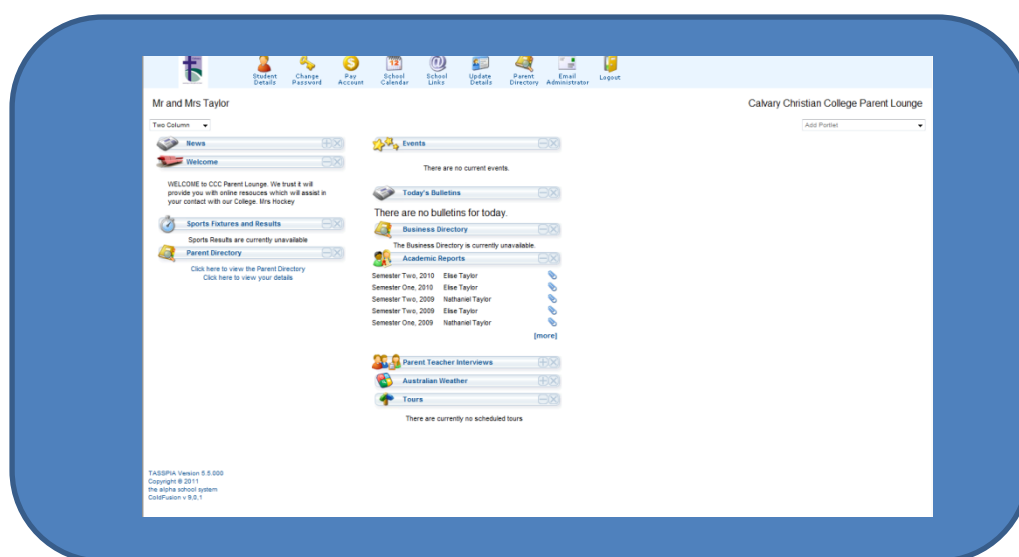 Student Details
Change Password
Pay Account
12
School Calendar
School Links
Update Details
Parent Directory
Email Administrator
Logout
Mr and Mrs Taylor
Calvary Christian College Parent Lounge
Two Column
Add Portlet
News
Welcome
WELCOME to CCC Parent Lounge. We trust it will
provide you with online resouces which will assist in
your contact with our College. Mrs Hockey
Sports Fixtures and Results
Sports Results are currently unavailable
Parent Directory
Click here to view the Parent Directory
Click here to view your details
Events
There are no current events.
Today's Bulletins
There are no bulletins for today.
Business Directory
The Business Directory is currently unavailable.
Academic Reports
Semester Two, 2010 Elise Taylor
Semester One, 2010 Elise Taylor
Semester Two, 2009 Nathaniel Taylor
Semester Two, 2009 Elise Taylor
Semester One, 2009 Nathaniel Taylor
[more]
Parent Teacher Interviews
Australian Weather
Tours
There are currently no scheduled tours
TASSPIA Version 5.5.000
Copyright © 2011
the alpha school system
ColdFusion v 9,0,1